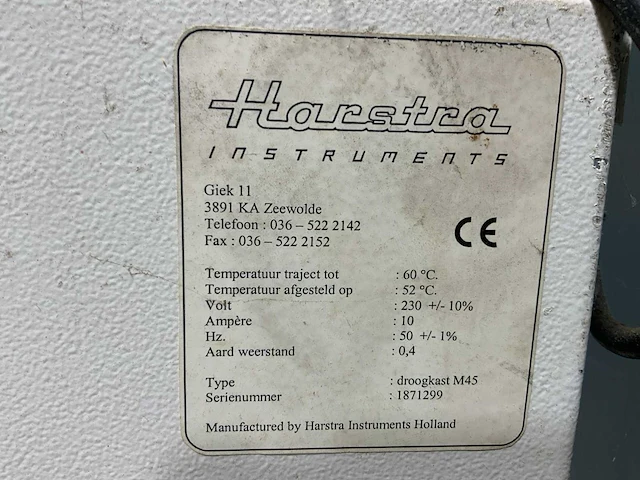 Harstra
INSTRUMENTS
Giek 11
3891 KA Zeewolde
Telefoon : 036 – 522 2142
Fax : 036 – 522 2152
CE
Temperatuur traject tot : 60 °C.
Temperatuur afgesteld op : 52 °C.
Volt : 230 +/- 10%
Ampère : 10
Hz. : 50 +/- 1%
Aard weerstand : 0,4
Type : droogkast M45
Serienummer : 1871299
Manufactured by Harstra Instruments Holland